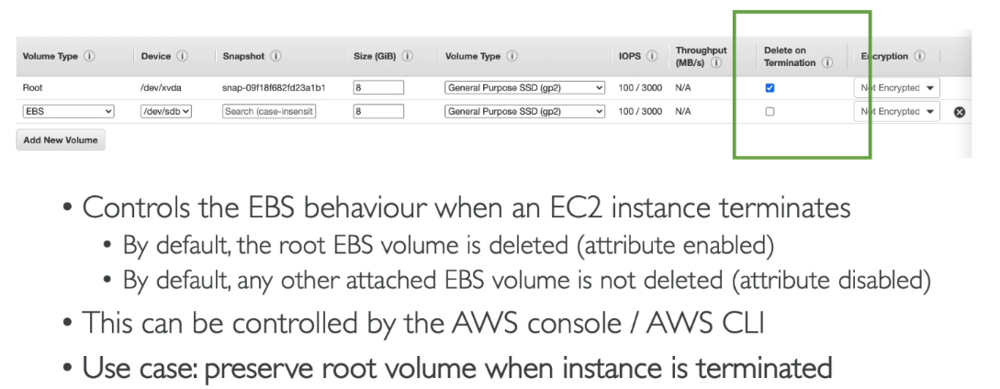 Volume Type Device Snapshot Size (GiB) Volume Type IOPS Throughput (MB/s) Delete on Termination Encryption
Root /dev/xvda snap-09f18f682fd23a1b1 8 General Purpose SSD (gp2) 100 / 3000 N/A Not Encrypted
EBS /dev/sdb Search (case-insensit 8 General Purpose SSD (gp2) 100 / 3000 N/A Not Encrypted
Add New Volume
• Controls the EBS behaviour when an EC2 instance terminates
• By default, the root EBS volume is deleted (attribute enabled)
• By default, any other attached EBS volume is not deleted (attribute disabled)
• This can be controlled by the AWS console / AWS CLI
• Use case: preserve root volume when instance is terminated